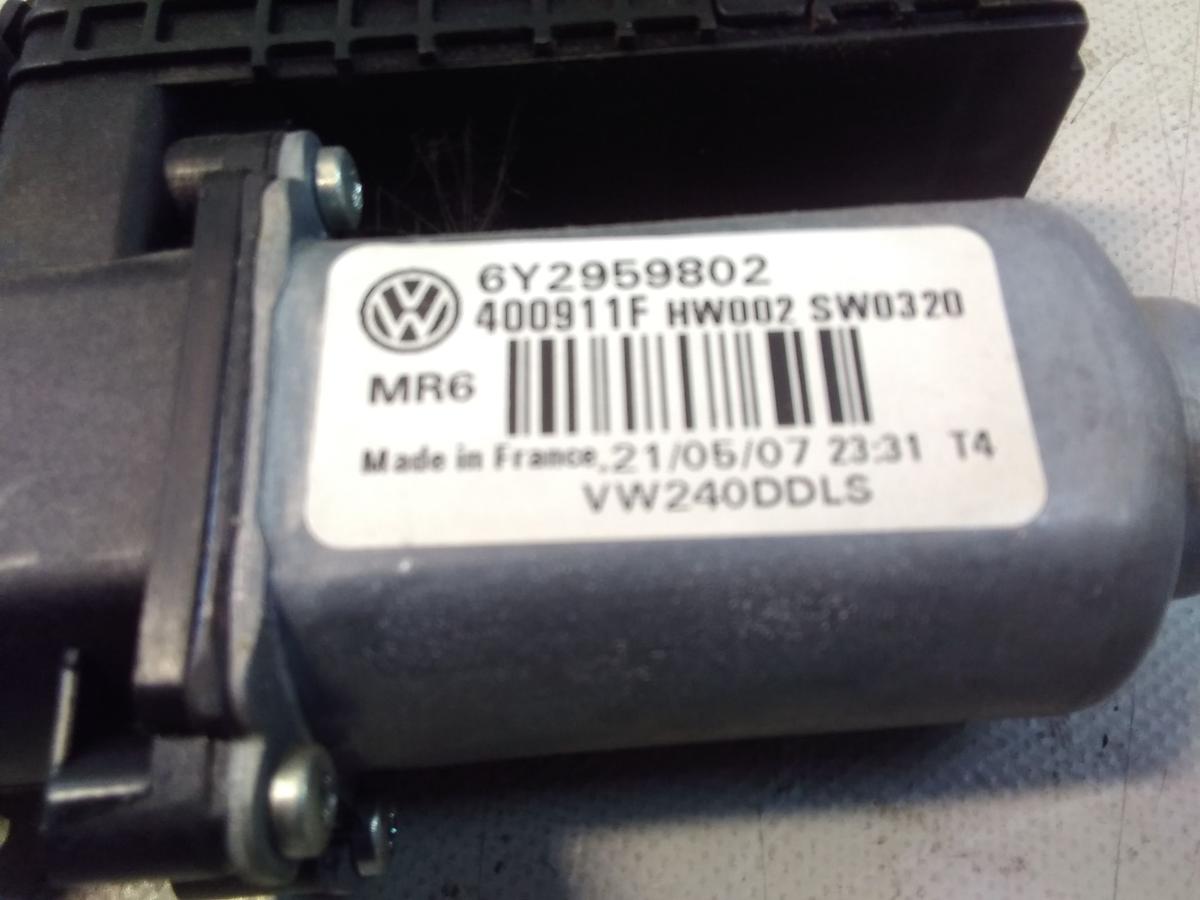 6Y2959802
400911F HW002 SW0320
MR6
Made in France.21/05/07 23:31 T4
VW240DDLS